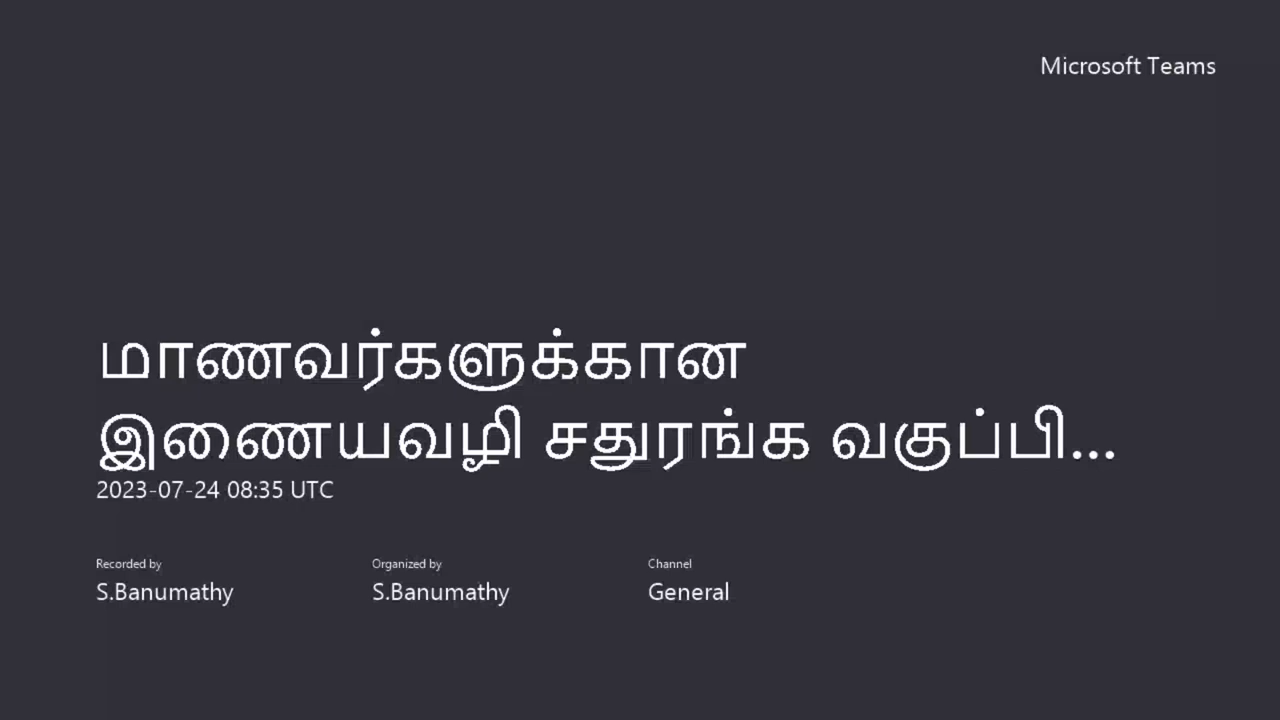 Microsoft Teams
மாணவர்களுக்கான
இணையவழி சதுரங்க வகுப்பி...
2023-07-24 08:35 UTC
Recorded by Organized by Channel
S.Banumathy S.Banumathy General